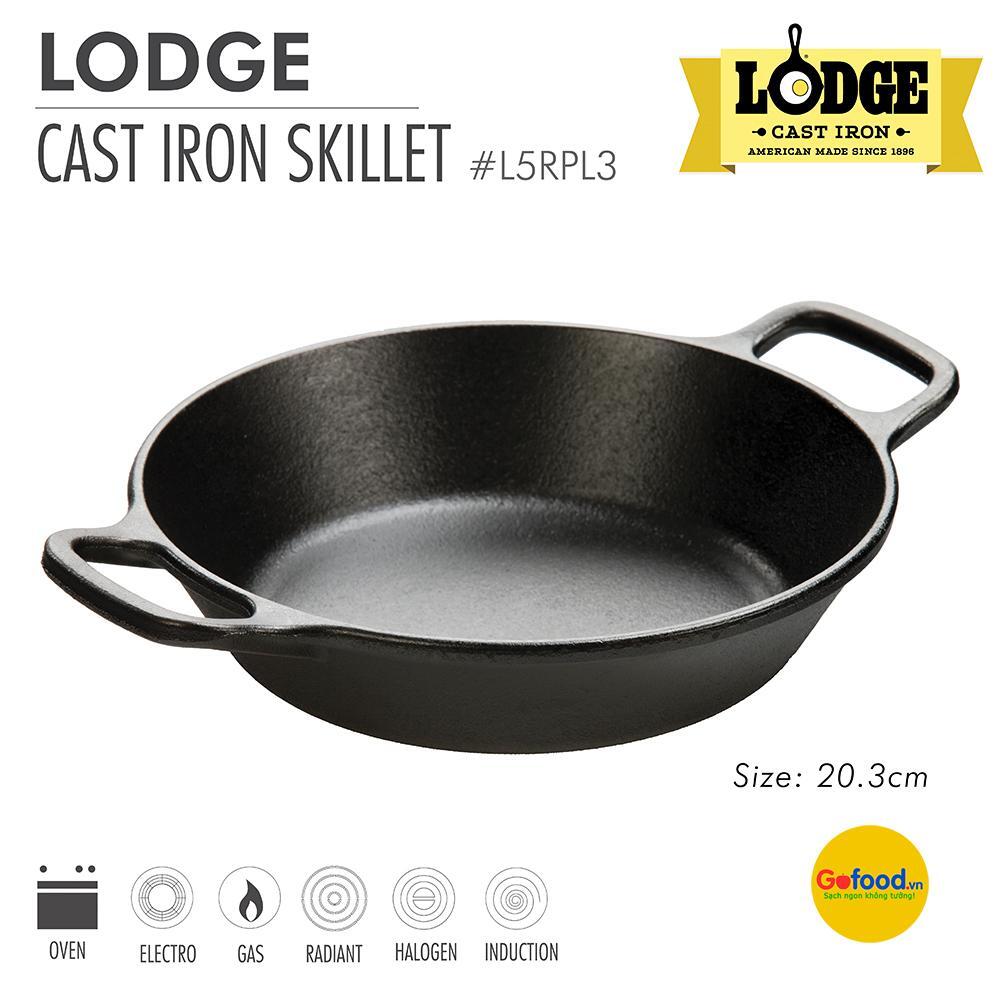 LODGE
CAST IRON SKILLET #L5RPL3
LODGE
CAST IRON
AMERICAN MADE SINCE 1896
Size: 20.3cm
Gofood.vn
Sạch ngon không tưởng!
OVEN
ELECTRO
GAS
RADIANT
HALOGEN
INDUCTION